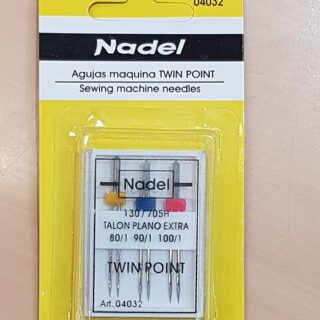 04032
Nadel
Agujas maquina TWIN POINT
Sewing machine needles
Nadel
130/705H
TALON PLANO EXTRA
80/1 90/1 100/1
TWIN POINT
Art. 04032